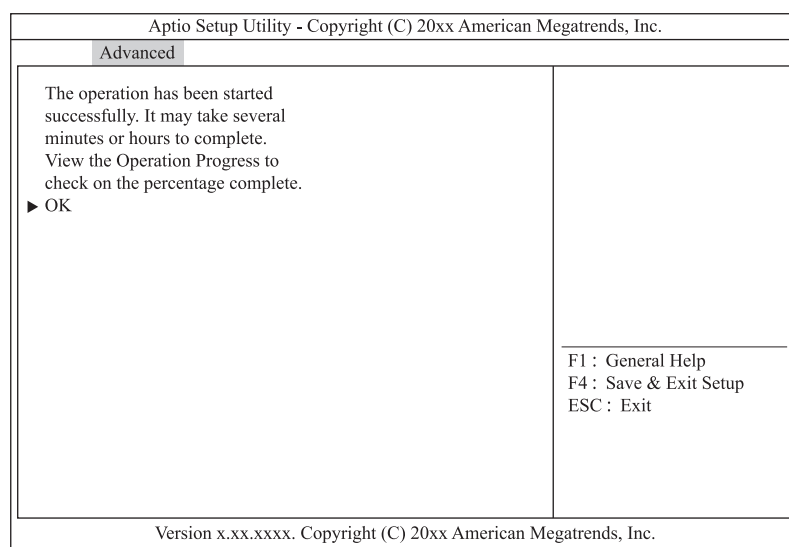 Aptio Setup Utility - Copyright (C) 20xx American Megatrends, Inc.
Advanced
The operation has been started
successfully. It may take several
minutes or hours to complete.
View the Operation Progress to
check on the percentage complete.
▶ OK
F1 : General Help
F4 : Save & Exit Setup
ESC : Exit
Version x.xx.xxxx. Copyright (C) 20xx American Megatrends, Inc.